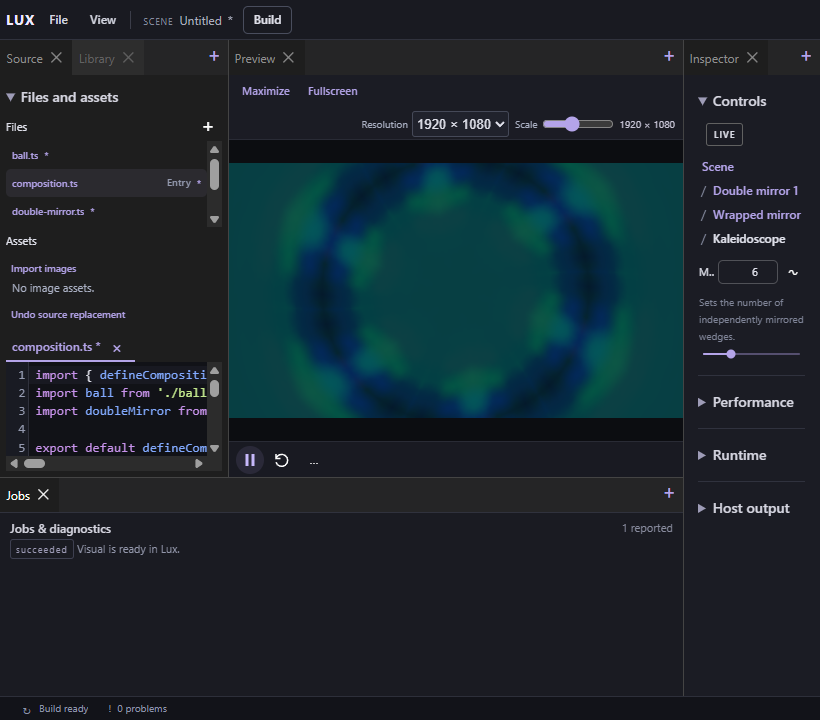 LUX File View SCENE Untitled * Build
Source Library + Preview + Inspector +
Maximize Fullscreen
Resolution 1920 × 1080 Scale 1920 × 1080
Files and assets
Files +
ball.ts *
composition.ts Entry *
double-mirror.ts *
Assets
Import images
No image assets.
Undo source replacement
composition.ts * ×
1 import { defineCompositi
2 import ball from './ball
3 import doubleMirror from
4
5 export default defineCom
...
Controls
LIVE
Scene
/ Double mirror 1
/ Wrapped mirror
/ Kaleidoscope
M.. 6
Sets the number of
independently mirrored
wedges.
Performance
Runtime
Host output
Jobs +
Jobs & diagnostics 1 reported
succeeded Visual is ready in Lux.
Build ready ! 0 problems